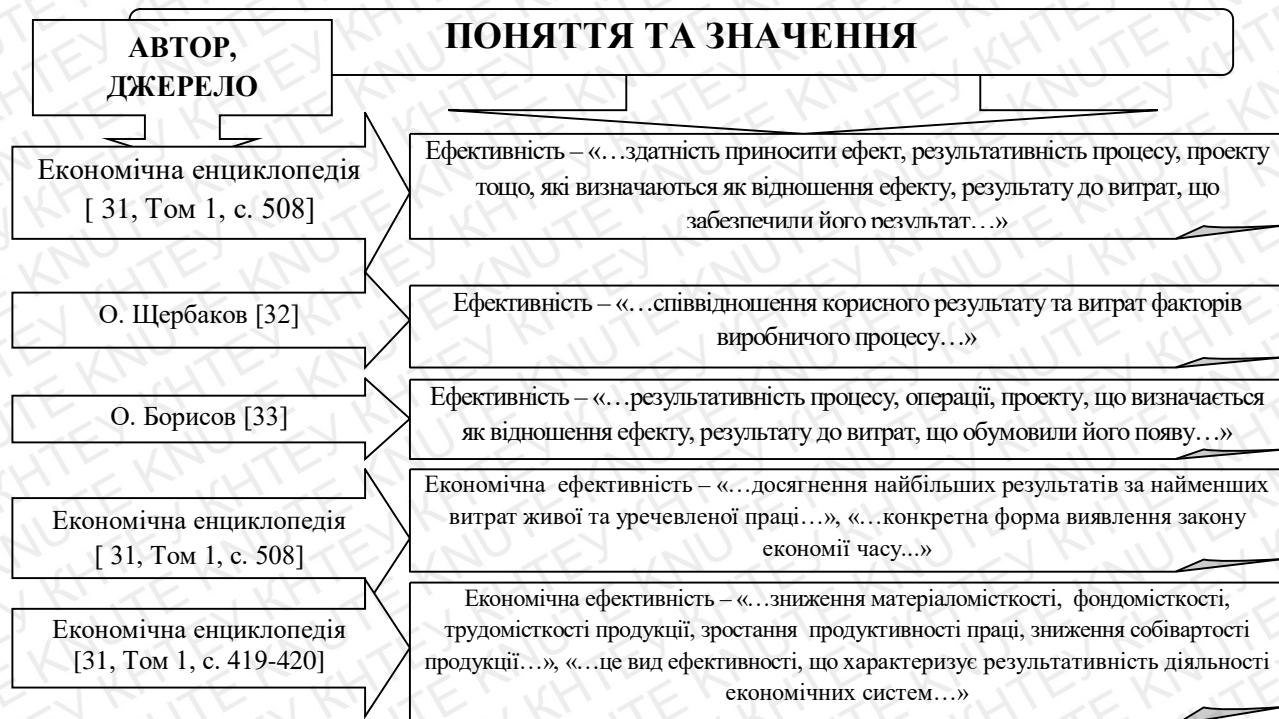 АВТОР,
ДЖЕРЕЛО
ПОНЯТТЯ ТА ЗНАЧЕННЯ
Економічна енциклопедія
[ 31, Том 1, с. 508]
Ефективність – «…здатність приносити ефект, результативність процесу, проекту
тощо, які визначаються як відношення ефекту, результату до витрат, що
забезпечили його результат…»
О. Щербаков [32]
Ефективність – «…співвідношення корисного результату та витрат факторів
виробничого процесу…»
О. Борисов [33]
Ефективність – «…результативність процесу, операції, проекту, що визначається
як відношення ефекту, результату до витрат, що обумовили його появу…»
Економічна енциклопедія
[ 31, Том 1, с. 508]
Економічна ефективність – «…досягнення найбільших результатів за найменших
витрат живої та уречевленої праці…», «…конкретна форма виявлення закону
економії часу...»
Економічна енциклопедія
[31, Том 1, с. 419-420]
Економічна ефективність – «…зниження матеріаломісткості, фондомісткості,
трудомісткості продукції, зростання продуктивності праці, зниження собівартості
продукції…», «…це вид ефективності, що характеризує результативність діяльності
економічних систем…»